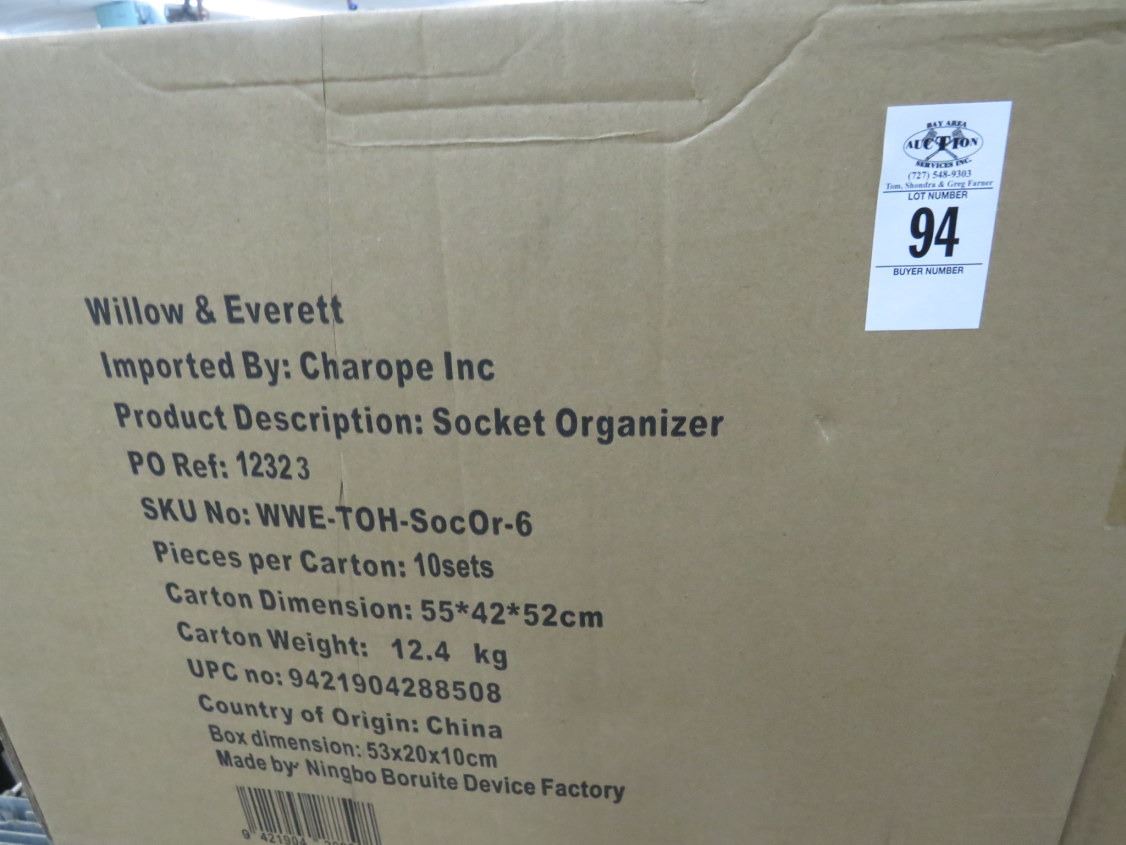 BAY AREA
AUCTION
SERVICES INC.
(727) 548-9303
Tom, Shondra & Greg Farner
LOT NUMBER
94
BUYER NUMBER
Willow & Everett
Imported By: Charope Inc
Product Description: Socket Organizer
PO Ref: 12323
SKU No: WWE-TOH-SocOr-6
Pieces per Carton: 10sets
Carton Dimension: 55*42*52cm
Carton Weight: 12.4 kg
UPC no: 9421904288508
Country of Origin: China
Box dimension: 53x20x10cm
Made by: Ningbo Boruite Device Factory
9 421904